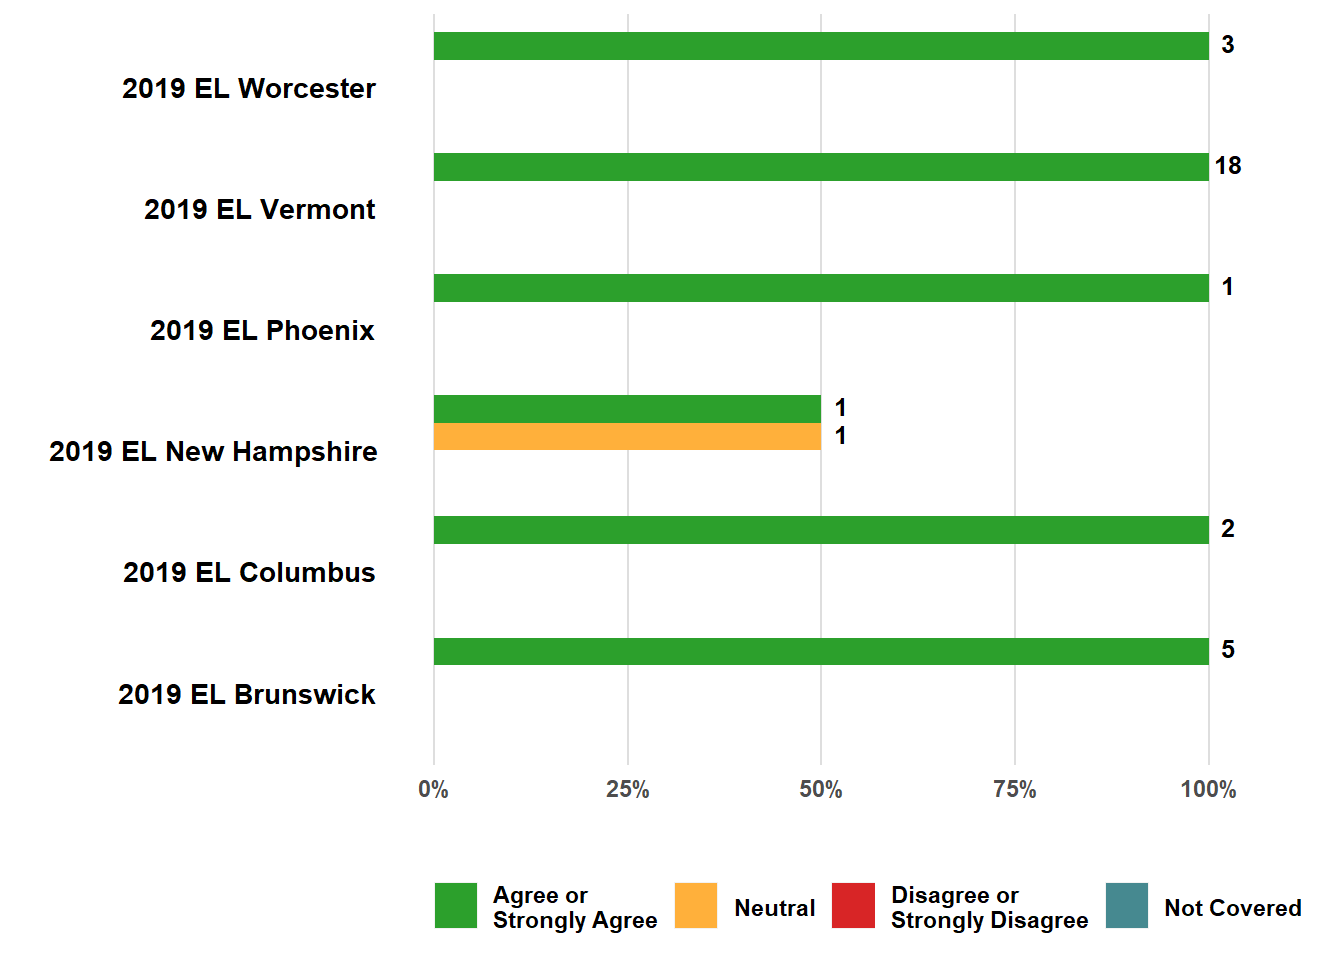 3
2019 EL Worcester
18
2019 EL Vermont
1
2019 EL Phoenix
1
1
2019 EL New Hampshire
2
2019 EL Columbus
5
2019 EL Brunswick
0% 25% 50% 75% 100%
Agree or
Strongly Agree
Neutral
Disagree or
Strongly Disagree
Not Covered